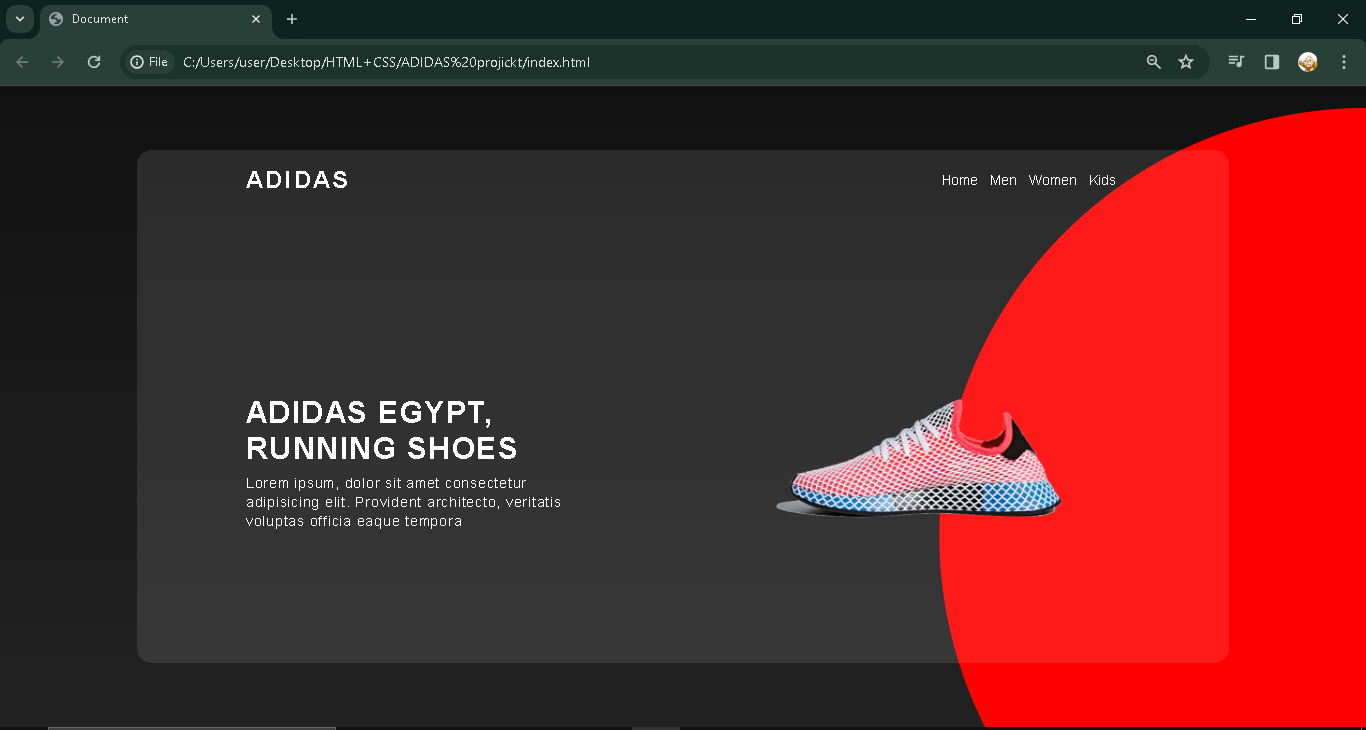 Document
File
C:/Users/user/Desktop/HTML+CSS/ADIDAS%20projickt/index.html
ADIDAS
Home Men Women Kids
ADIDAS EGYPT,
RUNNING SHOES
Lorem ipsum, dolor sit amet consectetur
adipisicing elit. Provident architecto, veritatis
voluptas officia eaque tempora